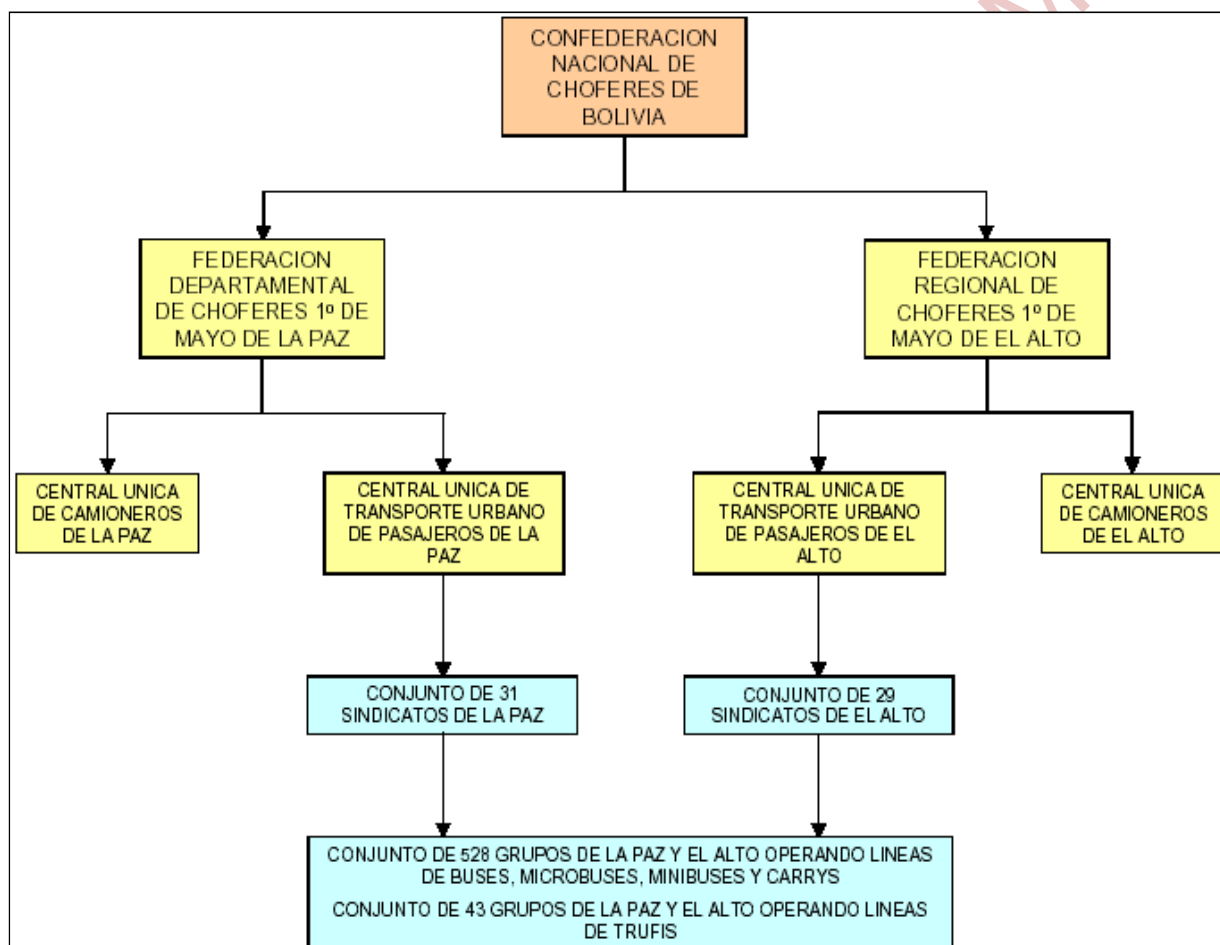 CONFEDERACION
NACIONAL DE
CHOFERES DE
BOLIVIA
FEDERACION
DEPARTAMENTAL
DE CHOFERES 1º DE
MAYO DE LA PAZ
FEDERACION
REGIONAL DE
CHOFERES 1º DE
MAYO DE EL ALTO
CENTRAL UNICA
DE CAMIONEROS
DE LA PAZ
CENTRAL UNICA DE
TRANSPORTE URBANO
DE PASAJEROS DE LA
PAZ
CENTRAL UNICA DE
TRANSPORTE URBANO
DE PASAJEROS DE EL
ALTO
CENTRAL UNICA
DE CAMIONEROS
DE EL ALTO
CONJUNTO DE 31
SINDICATOS DE LA PAZ
CONJUNTO DE 29
SINDICATOS DE EL ALTO
CONJUNTO DE 528 GRUPOS DE LA PAZ Y EL ALTO OPERANDO LINEAS
DE BUSES, MICROBUSES, MINIBUSES Y CARRYS
CONJUNTO DE 43 GRUPOS DE LA PAZ Y EL ALTO OPERANDO LINEAS
DE TRUFIS